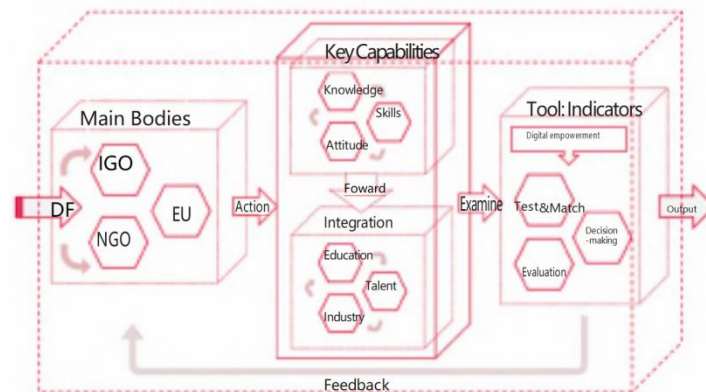 Key Capabilities
Knowledge
Skills
Attitude
Foward
Integration
Education
Talent
Industry
Main Bodies
IGO
EU
NGO
DF
Action
Examine
Tool: Indicators
Digital empowerment
Test&Match
Decision
-making
Evaluation
Output
Feedback